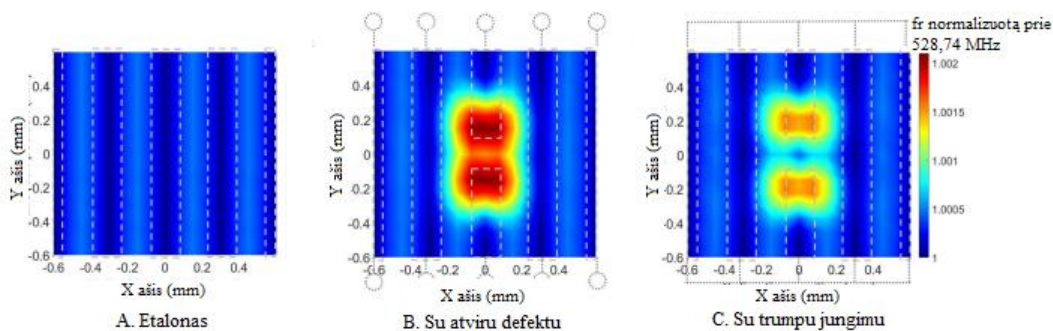 fr normalizuotą prie
528,74 MHz
0.4
0.2
0
-0.2
-0.4
-0.6
Y ašis (mm)
-0.6 -0.4 -0.2 0 0.2 0.4
X ašis (mm)
A. Etalonas
0.4
0.2
0
-0.2
-0.4
-0.6
Y ašis (mm)
-0.6 -0.4 -0.2 0 0.2 0.4
X ašis (mm)
B. Su atviru defektu
0.4
0.2
0
-0.2
-0.4
-0.6
Y ašis (mm)
-0.6 -0.4 -0.2 0 0.2 0.4
X ašis (mm)
C. Su trumpu jungimu
1.002
1.0015
1.001
1.0005
1